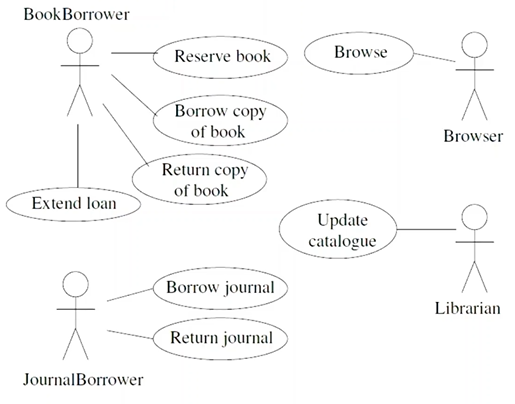 BookBorrower
Reserve book
Browse
Borrow copy
of book
Browser
Return copy
of book
Extend loan
Update
catalogue
Borrow journal
Librarian
Return journal
JournalBorrower